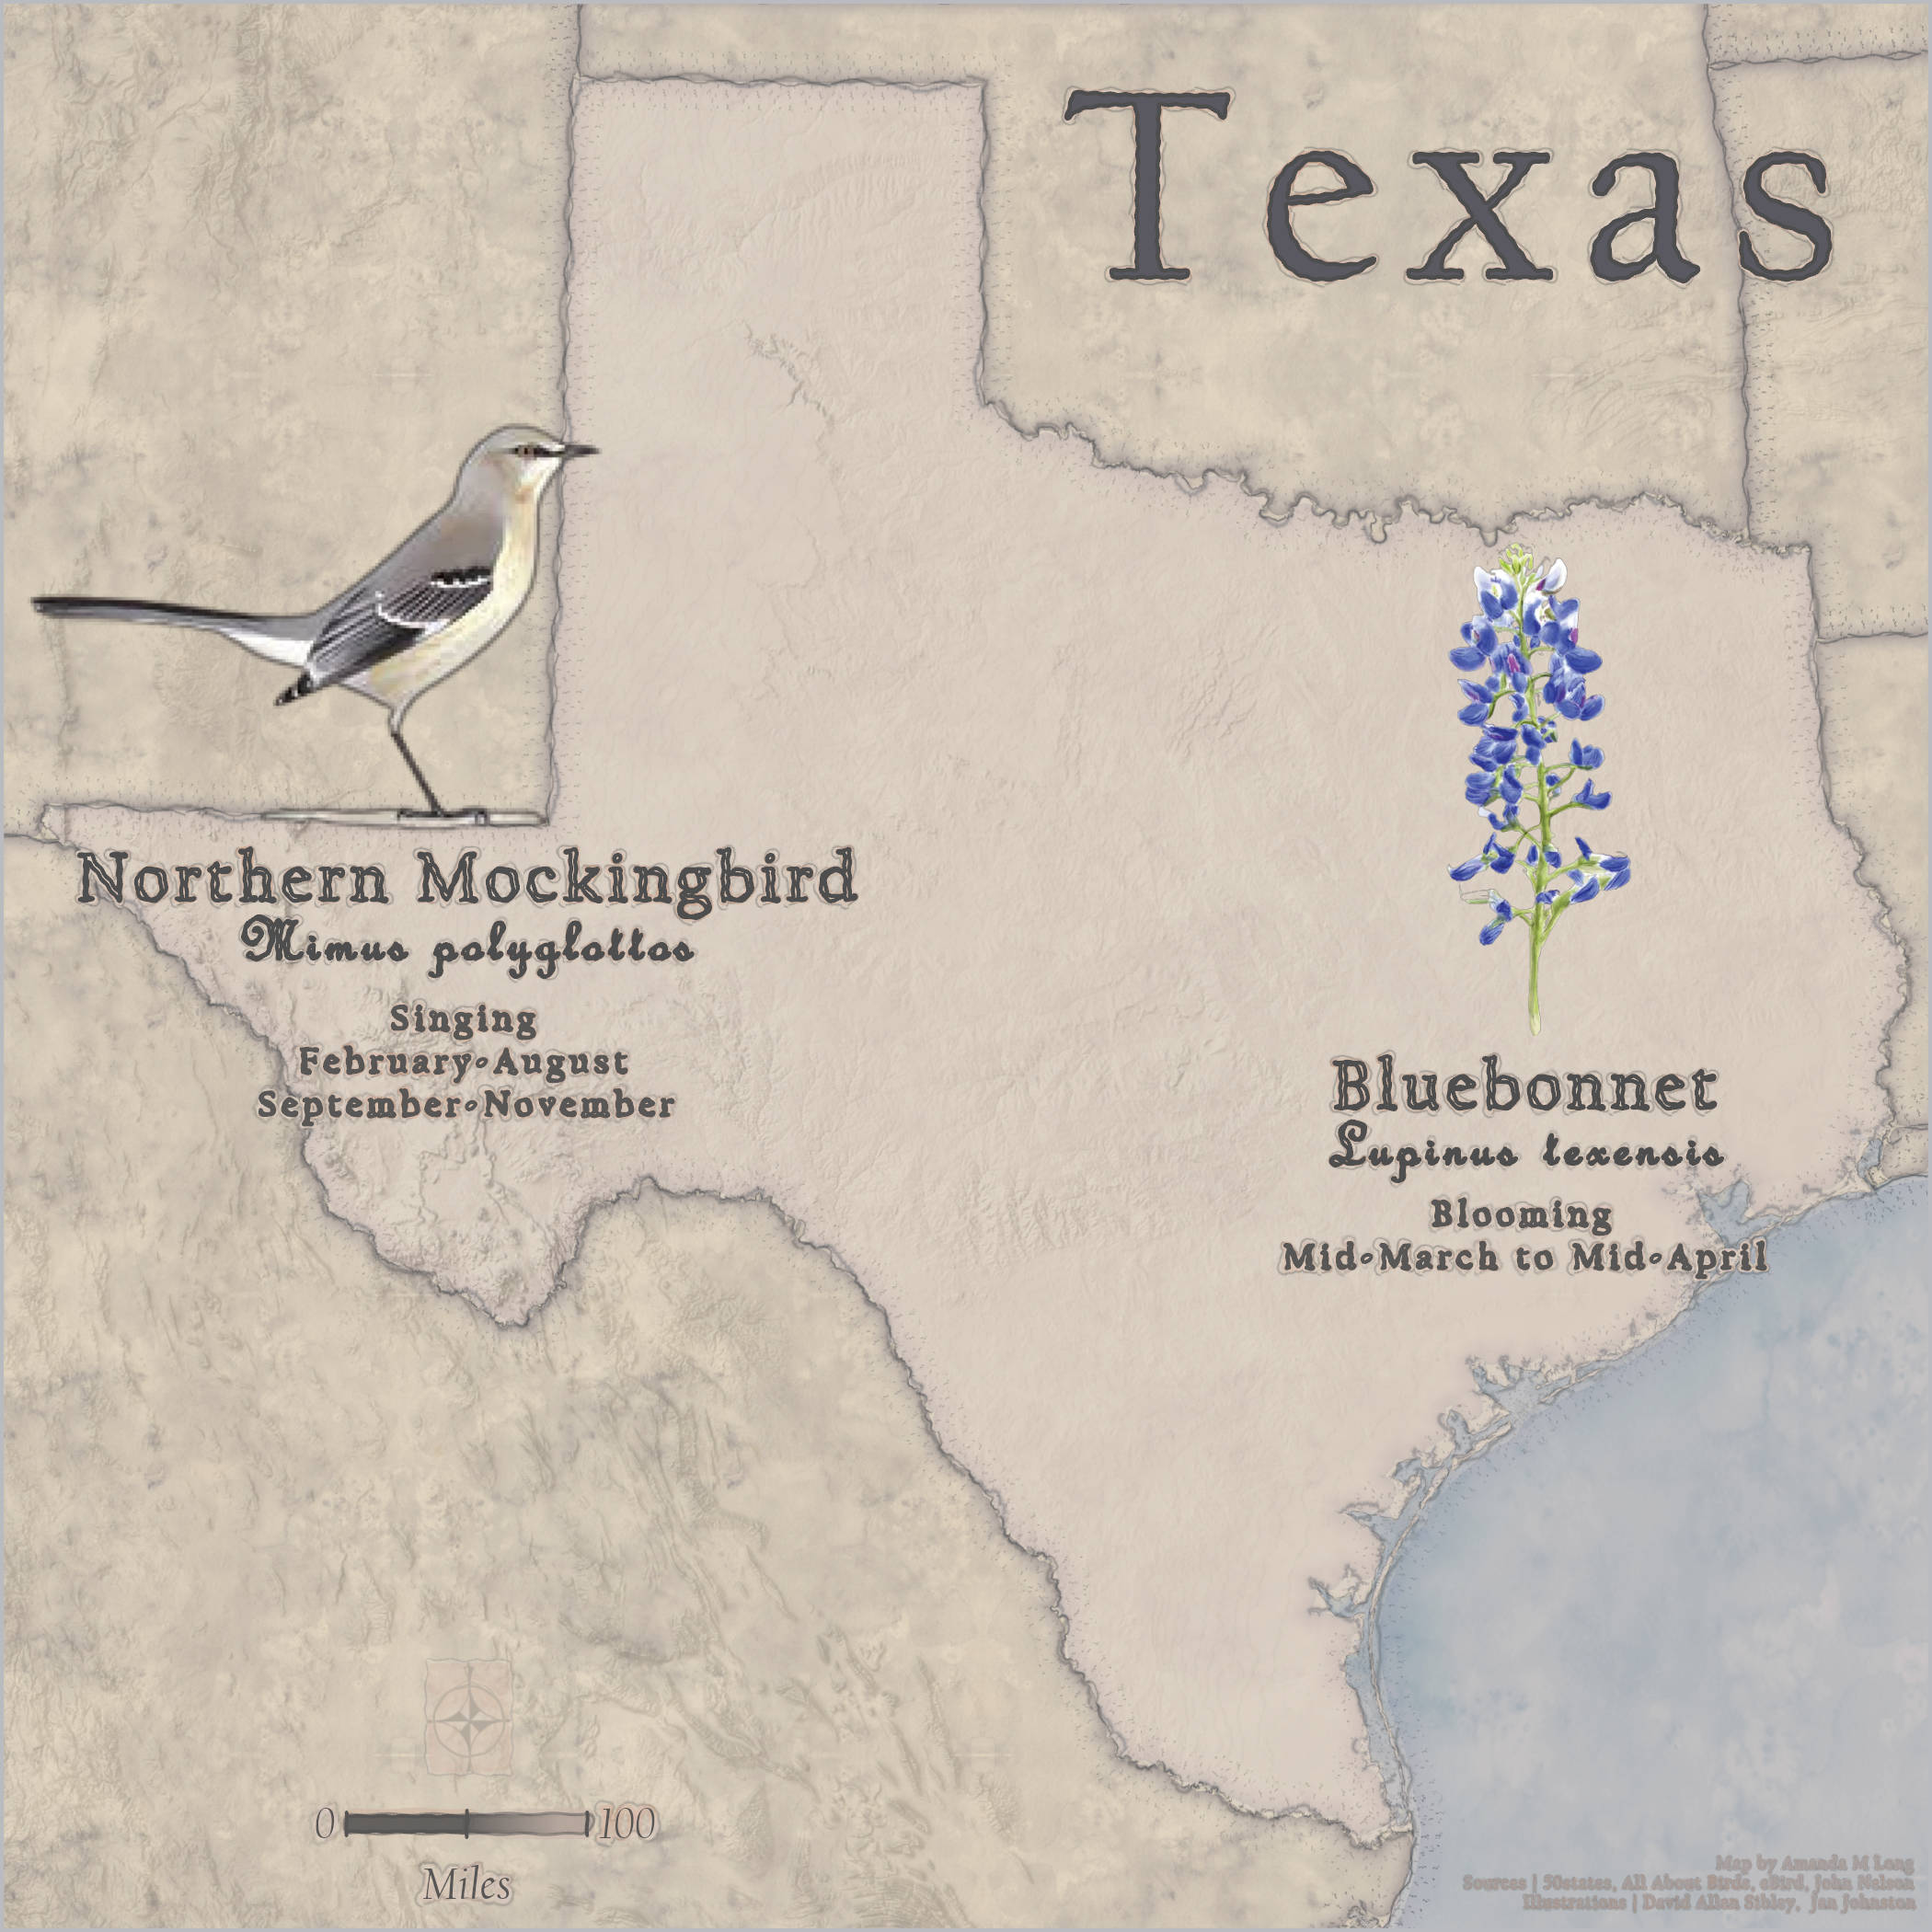 Texas
Northern Mockingbird
Mimus polyglottos
Singing
February-August
September-November
Bluebonnet
Lupinus texensis
Blooming
Mid-March to Mid-April
0 100
Miles
Map by Amanda M Long
Sources | 50states, All About Birds, eBird, John Nelson
Illustrations | David Allan Sibley, Jan Johnston